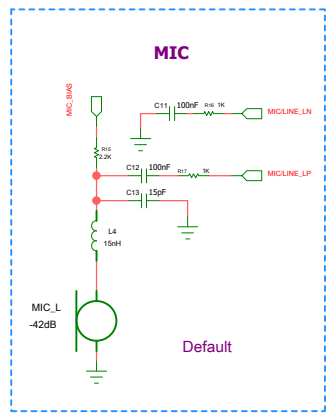 MIC
MIC_BIAS
C11
100nF
R16
1K
MIC/LINE_LN
R15
2.2K
C12
100nF
R17
1K
MIC/LINE_LP
C13
15pF
L4
15nH
MIC_L
-42dB
Default